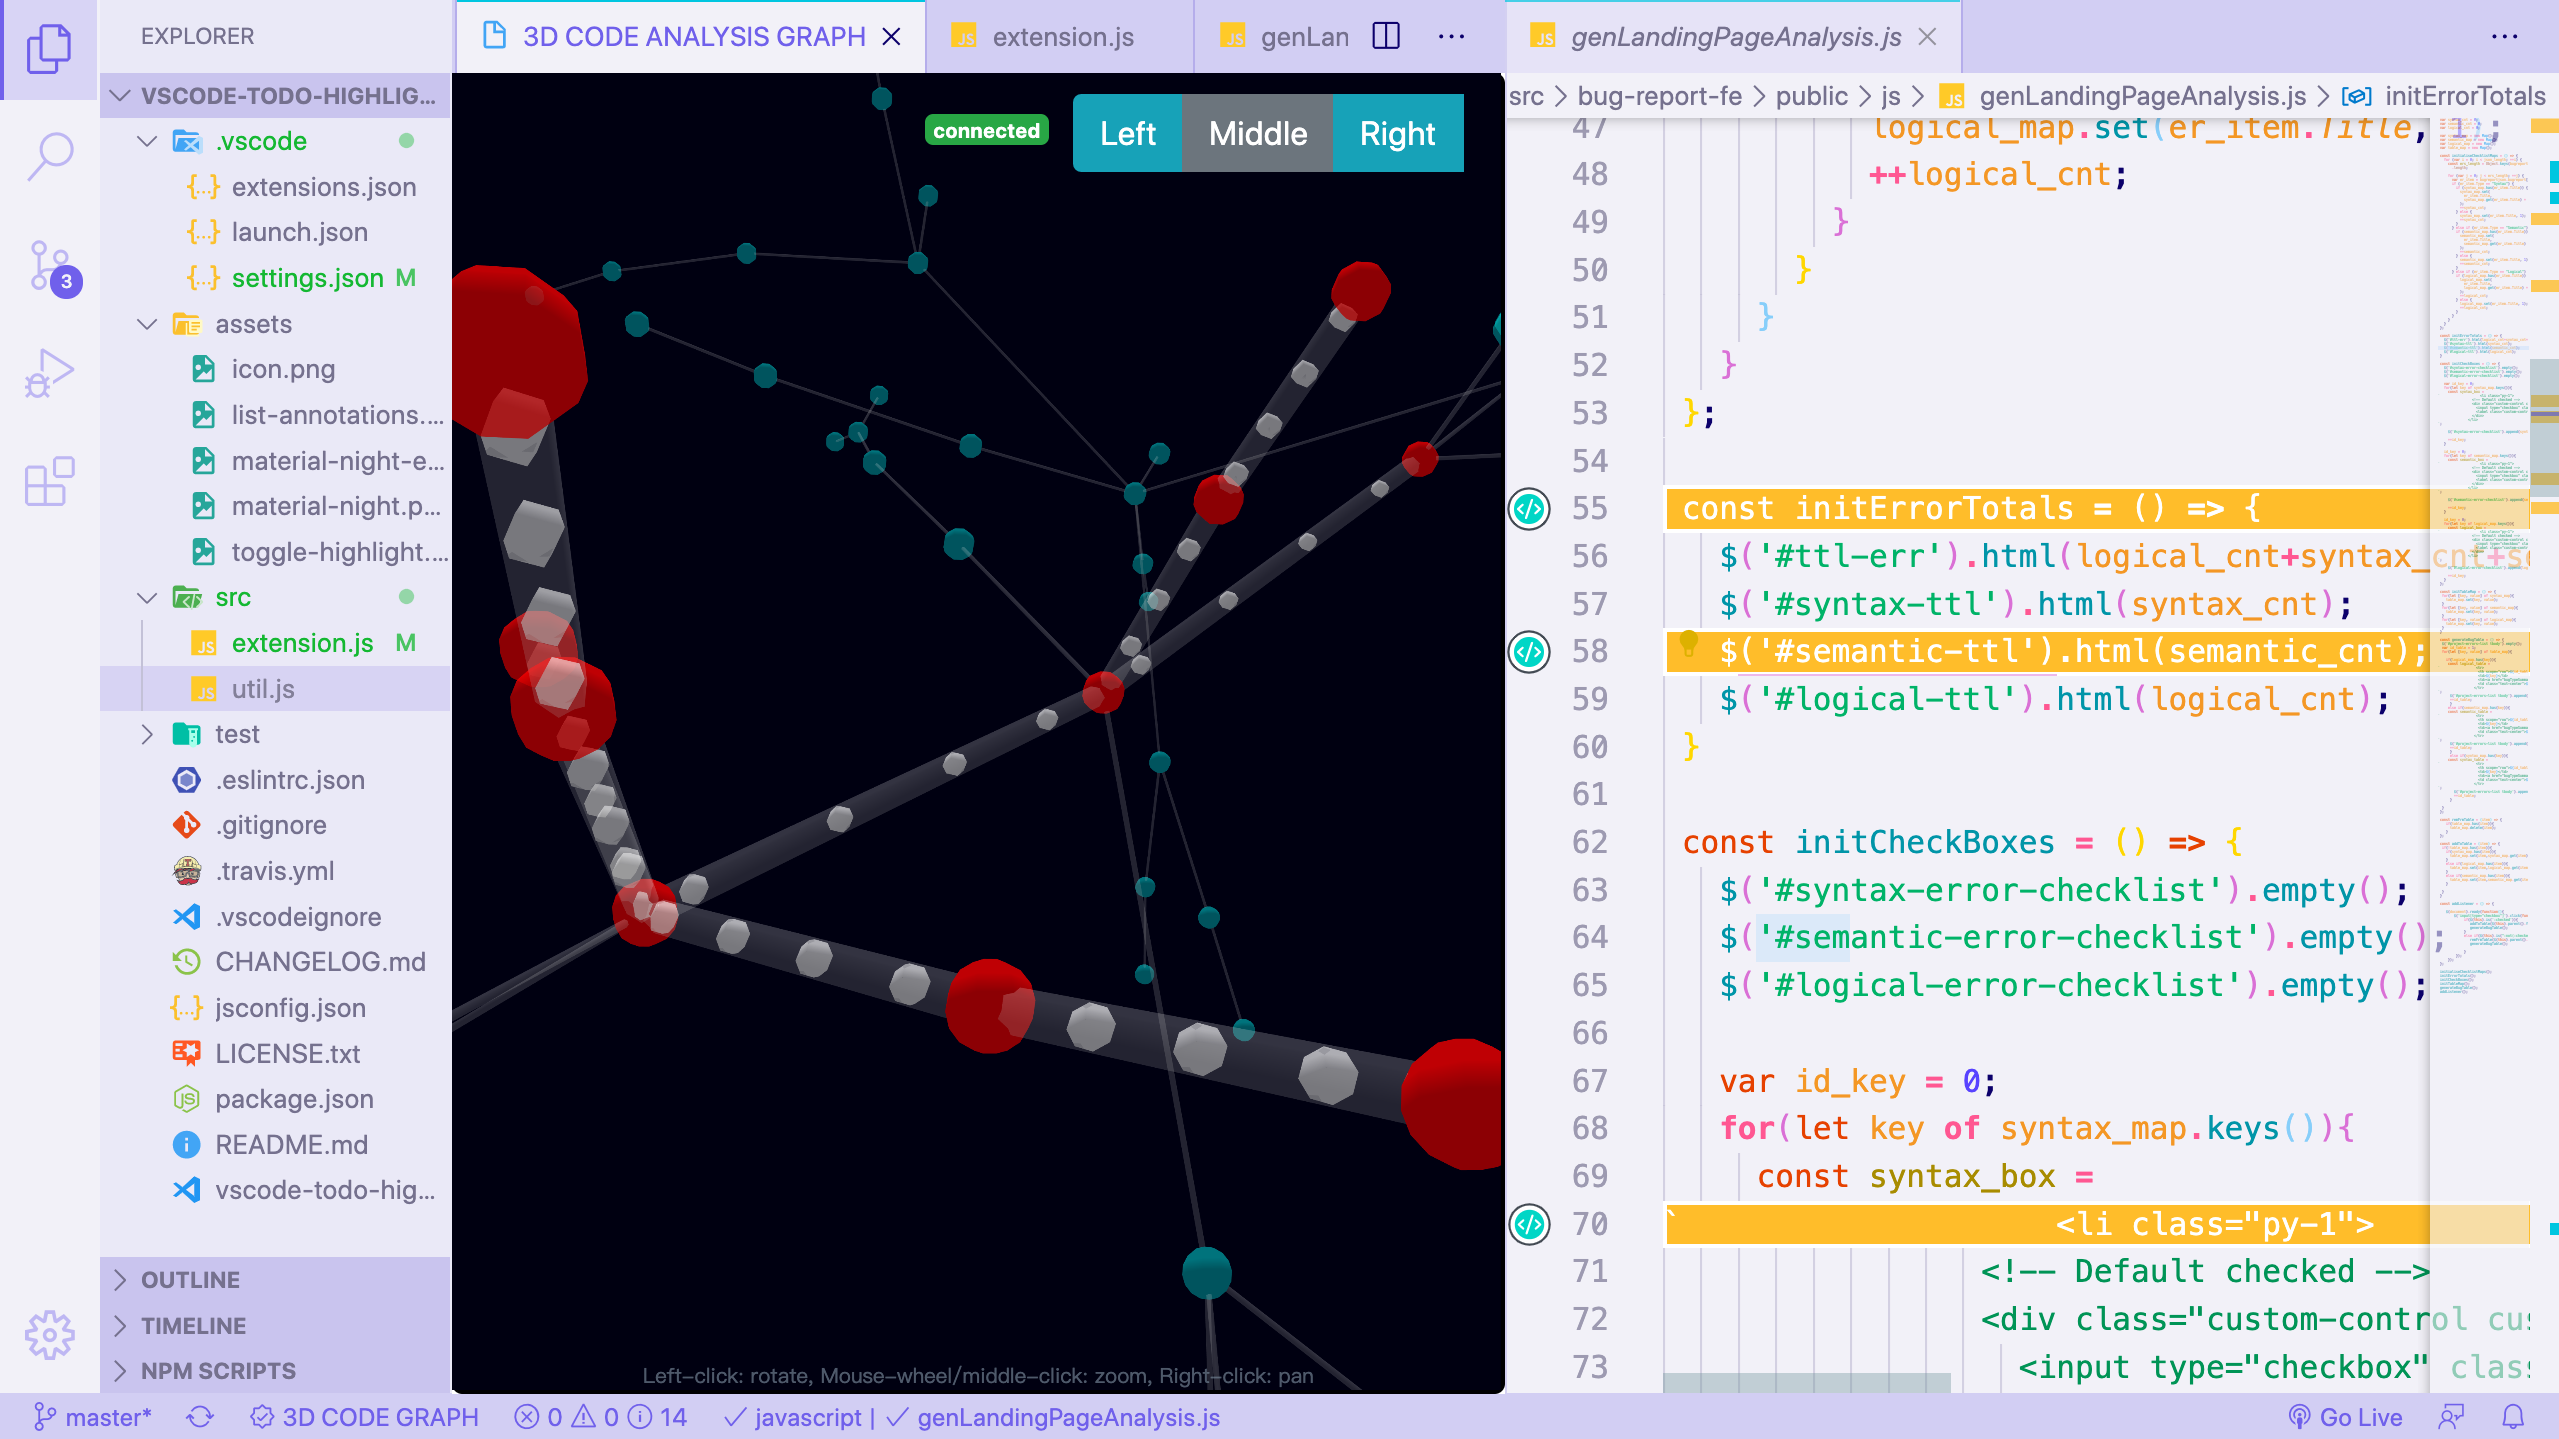 EXPLORER
VSCODE-TODO-HIGHLIG...
.vscode
{...} extensions.json
{...} launch.json
{...} settings.json M
assets
icon.png
list-annotations....
material-night-e...
material-night.p...
toggle-highlight....
src
JS extension.js M
JS util.js
test
.eslintrc.json
.gitignore
.travis.yml
.vscodeignore
CHANGELOG.md
{...} jsconfig.json
LICENSE.txt
package.json
README.md
vscode-todo-hig...
OUTLINE
TIMELINE
NPM SCRIPTS
3
3D CODE ANALYSIS GRAPH
JS extension.js
JS genLan
connected
Left Middle Right
Left-click: rotate, Mouse-wheel/middle-click: zoom, Right-click: pan
JS genLandingPageAnalysis.js
src > bug-report-fe > public > js > JS genLandingPageAnalysis.js > initErrorTotals
47 logical_map.set(er_item.Title, 1);
48 ++logical_cnt;
49 }
50 }
51 }
52 }
53 };
54
55 const initErrorTotals = () => {
56 $('#ttl-err').html(logical_cnt+syntax_cnt+se
57 $('#syntax-ttl').html(syntax_cnt);
58 $('#semantic-ttl').html(semantic_cnt);
59 $('#logical-ttl').html(logical_cnt);
60 }
61
62 const initCheckBoxes = () => {
63 $('#syntax-error-checklist').empty();
64 $('#semantic-error-checklist').empty();
65 $('#logical-error-checklist').empty();
66
67 var id_key = 0;
68 for(let key of syntax_map.keys()){
69 const syntax_box =
70 ` <li class="py-1">
71 <!-- Default checked -->
72 <div class="custom-control cus
73 <input type="checkbox" class
master* 3D CODE GRAPH 0 0 14 javascript | genLandingPageAnalysis.js Go Live